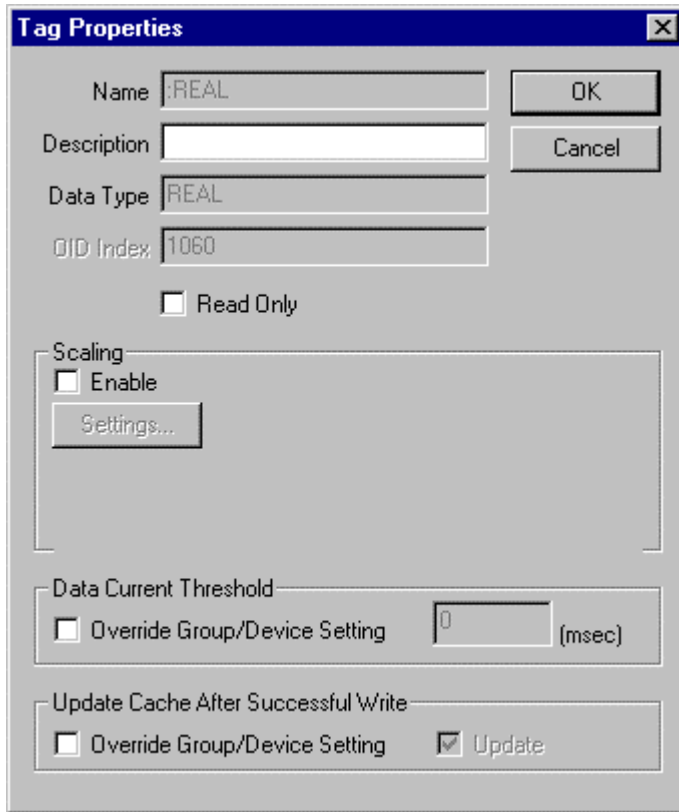 Tag Properties
Name :REAL OK
Description Cancel
Data Type REAL
OID Index 1060
Read Only
Scaling
Enable
Settings...
Data Current Threshold
Override Group/Device Setting 0 (msec)
Update Cache After Successful Write
Override Group/Device Setting Update